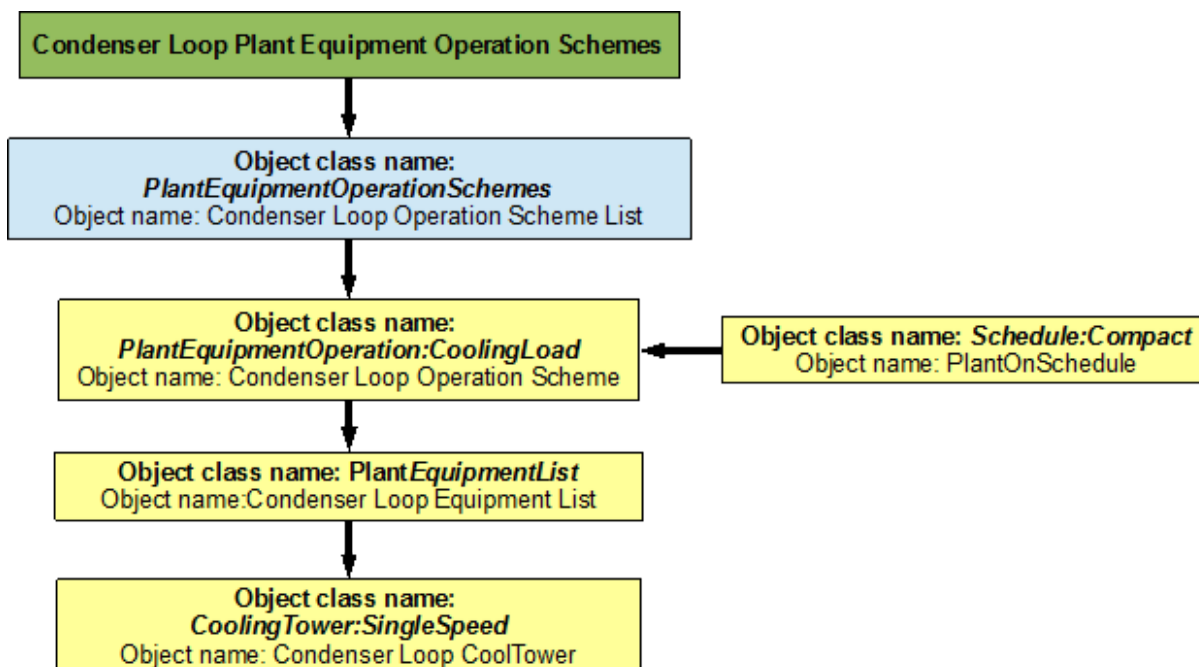 Condenser Loop Plant Equipment Operation Schemes
Object class name:
PlantEquipmentOperationSchemes
Object name: Condenser Loop Operation Scheme List
Object class name:
PlantEquipmentOperation:CoolingLoad
Object name: Condenser Loop Operation Scheme
Object class name: Schedule:Compact
Object name: PlantOnSchedule
Object class name: PlantEquipmentList
Object name:Condenser Loop Equipment List
Object class name:
CoolingTower:SingleSpeed
Object name: Condenser Loop CoolTower